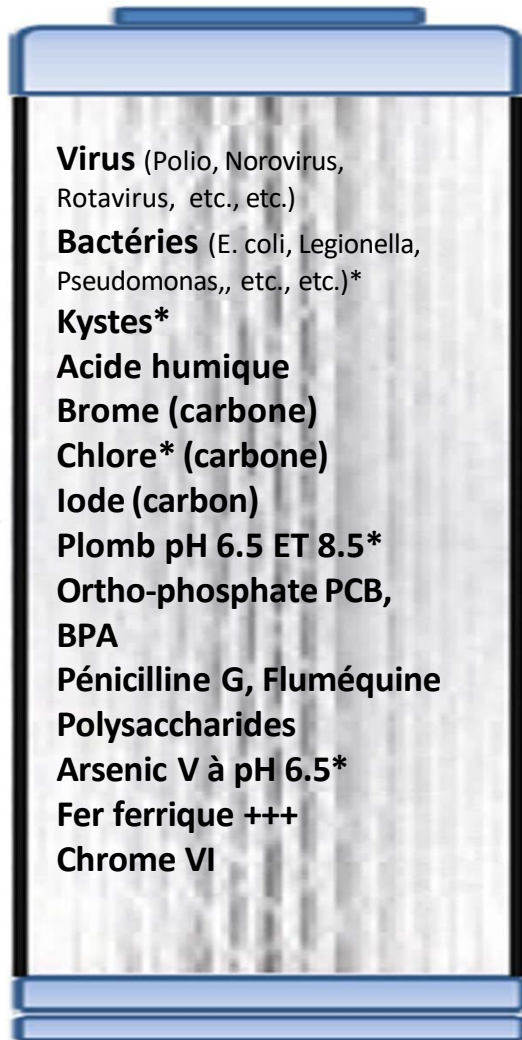 Virus (Polio, Norovirus,
Rotavirus, etc., etc.)
Bactéries (E. coli, Legionella,
Pseudomonas,, etc., etc.)*
Kystes*
Acide humique
Brome (carbone)
Chlore* (carbone)
Iode (carbon)
Plomb pH 6.5 ET 8.5*
Ortho-phosphate PCB,
BPA
Pénicilline G, Fluméquine
Polysaccharides
Arsenic V à pH 6.5*
Fer ferrique +++
Chrome VI